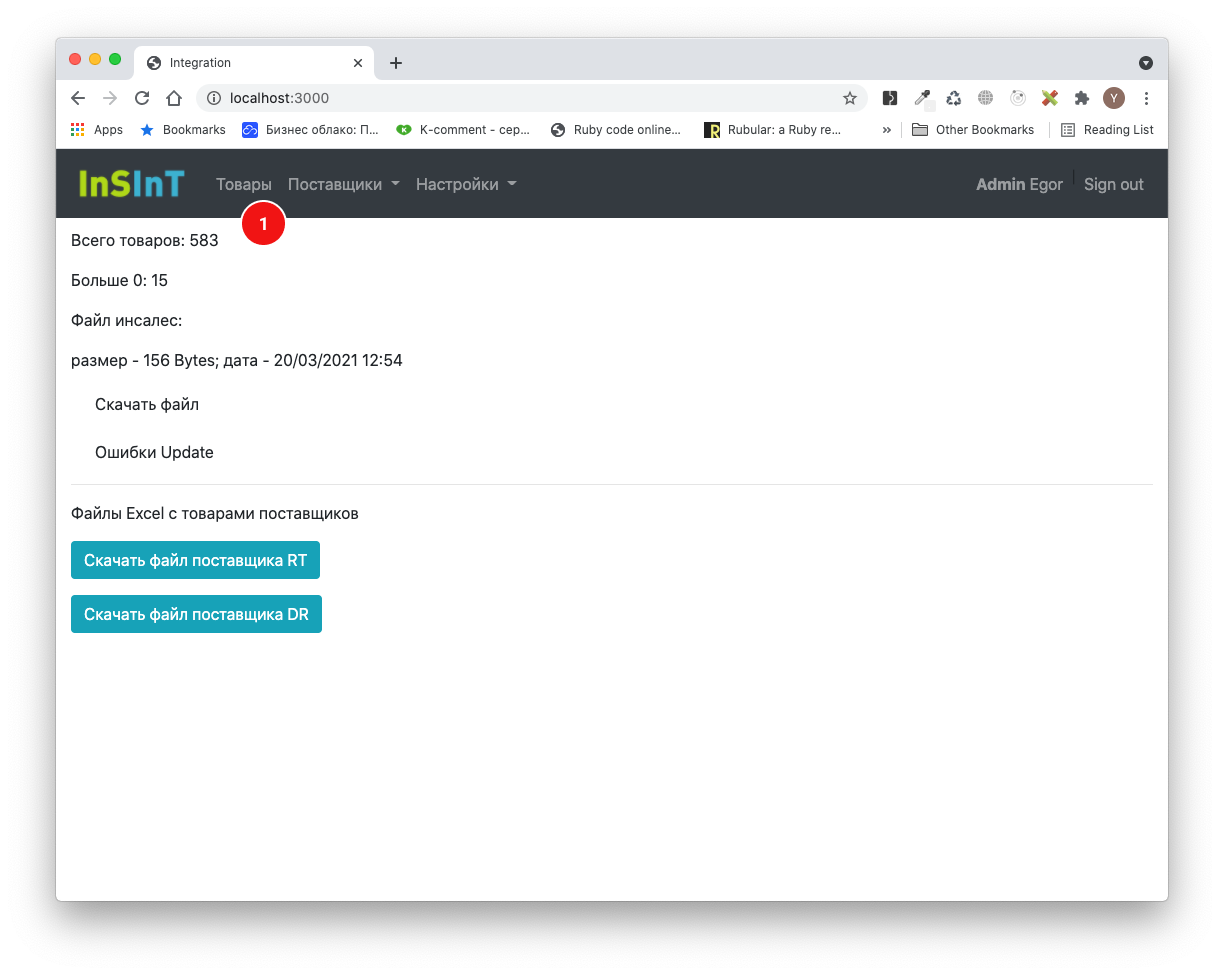 Integration
localhost:3000
Y
Apps Bookmarks Бизнес облако: П... K-comment - сер... Ruby code online... R Rubular: a Ruby re... » Other Bookmarks Reading List
InSInT Товары Поставщики Настройки Admin Egor Sign out
1
Всего товаров: 583
Больше 0: 15
Файл инсалес:
размер - 156 Bytes; дата - 20/03/2021 12:54
Скачать файл
Ошибки Update
Файлы Excel с товарами поставщиков
Скачать файл поставщика RT
Скачать файл поставщика DR